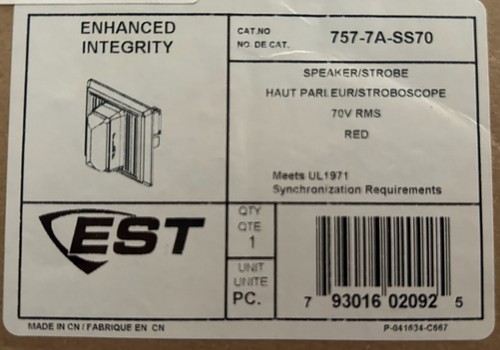 ENHANCED
INTEGRITY
CAT.NO
NO. DE CAT.
757-7A-SS70
SPEAKER/STROBE
HAUT PARLEUR/STROBOSCOPE
70V RMS
RED
Meets UL1971
Synchronization Requirements
EST
QTY
QTE
1
UNIT
UNITE
PC.
7 93016 02092 5
MADE IN CN / FABRIQUE EN CN
P-041634-C667